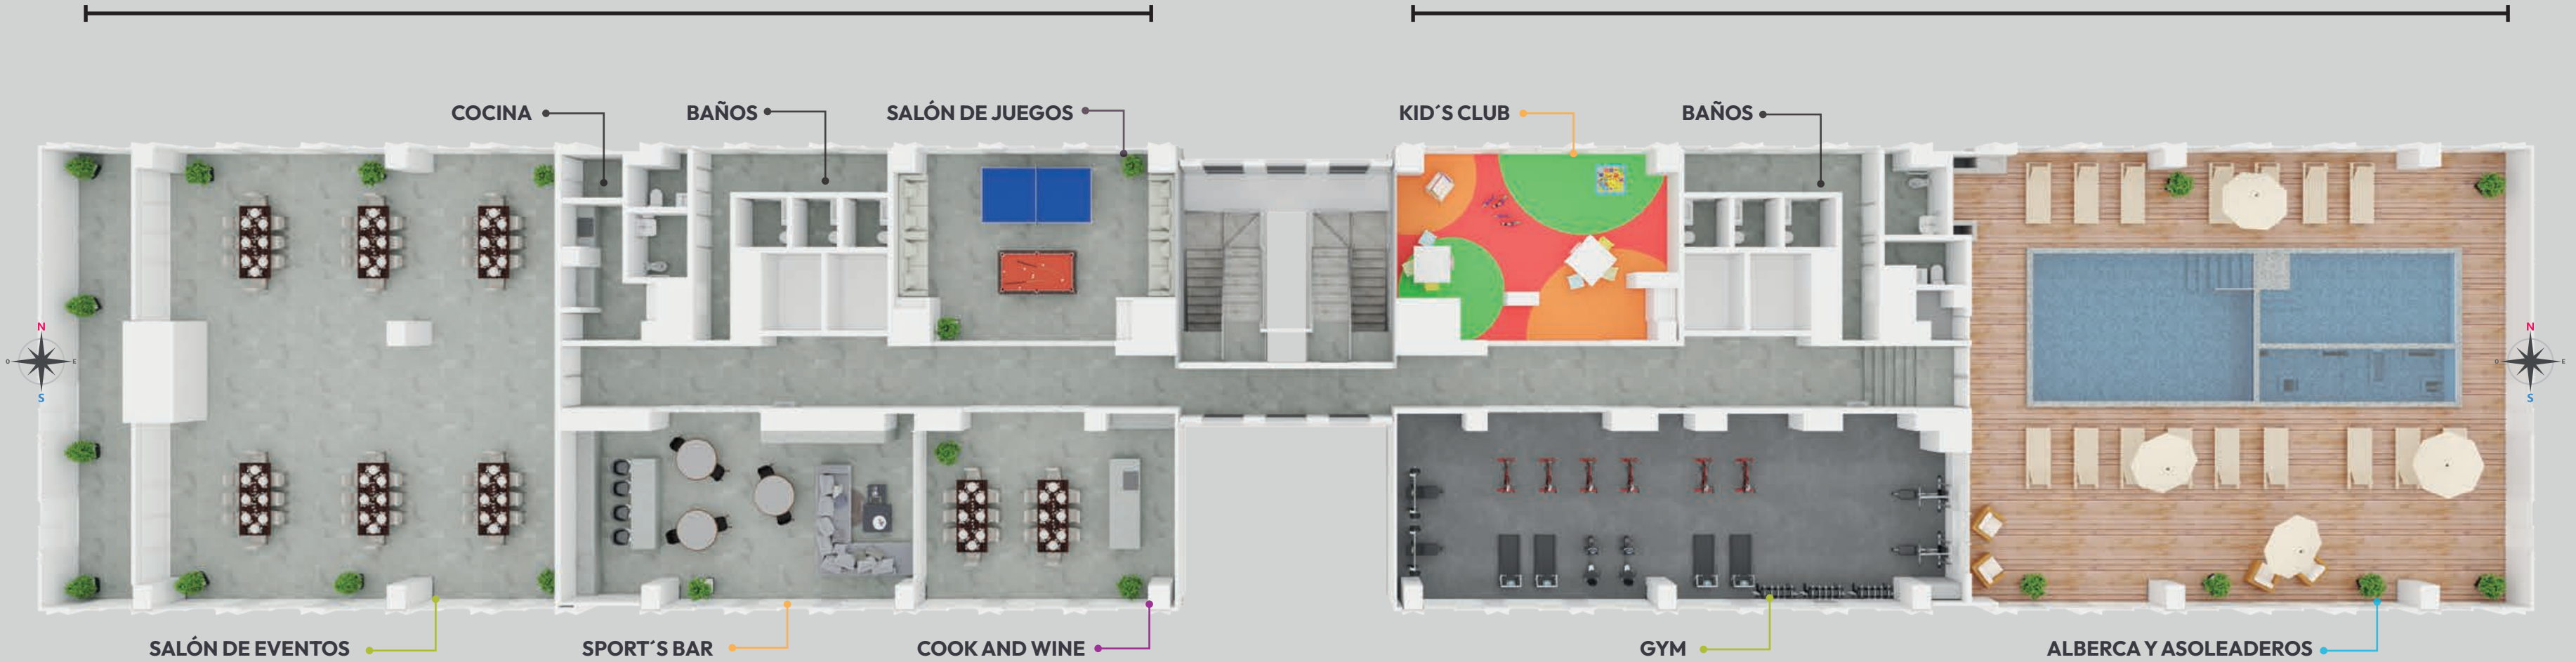 COCINA
BAÑOS
SALÓN DE JUEGOS
KID´S CLUB
BAÑOS
N
O
E
S
N
O
E
S
SALÓN DE EVENTOS
SPORT´S BAR
COOK AND WINE
GYM
ALBERCA Y ASOLEADEROS